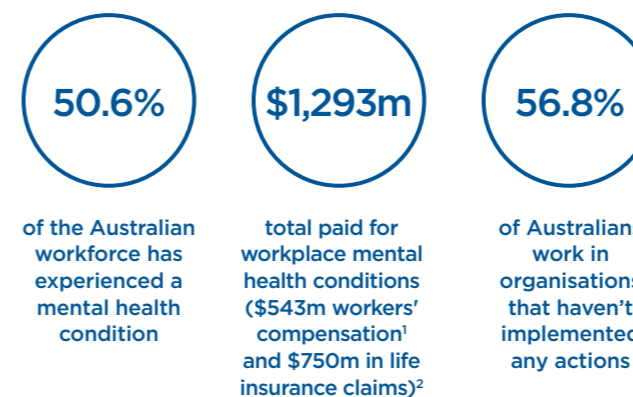 50.6%
of the Australian
workforce has
experienced a
mental health
condition
$1,293m
total paid for
workplace mental
health conditions
($543m workers'
compensation¹
and $750m in life
insurance claims)²
56.8%
of Australians
work in
organisations
that haven’t
implemented
any actions